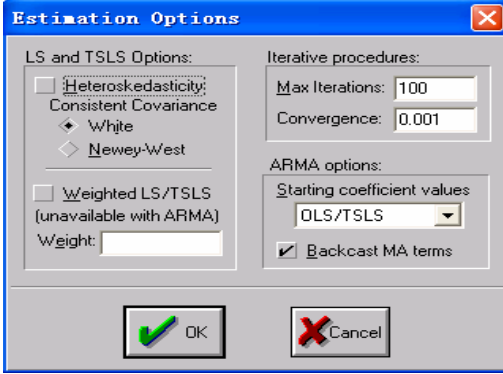 Estimation Options
LS and TSLS Options:
Heteroskedasticity
Consistent Covariance
White
Newey-West
Weighted LS/TSLS
(unavailable with ARMA)
Weight:
Iterative procedures:
Max Iterations: 100
Convergence: 0.001
ARMA options:
Starting coefficient values
OLS/TSLS
Backcast MA terms
OK
Cancel